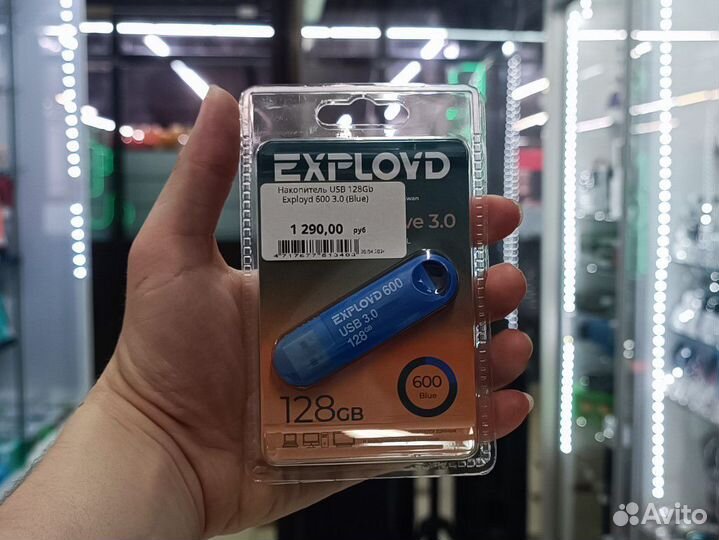 EXPLOYD
Накопитель USB 128Gb
Exployd 600 3.0 (Blue)
1 290,00 руб
3.0
EXPLOYD 600
USB 3.0
128GB
600
Blue
128GB
Avito